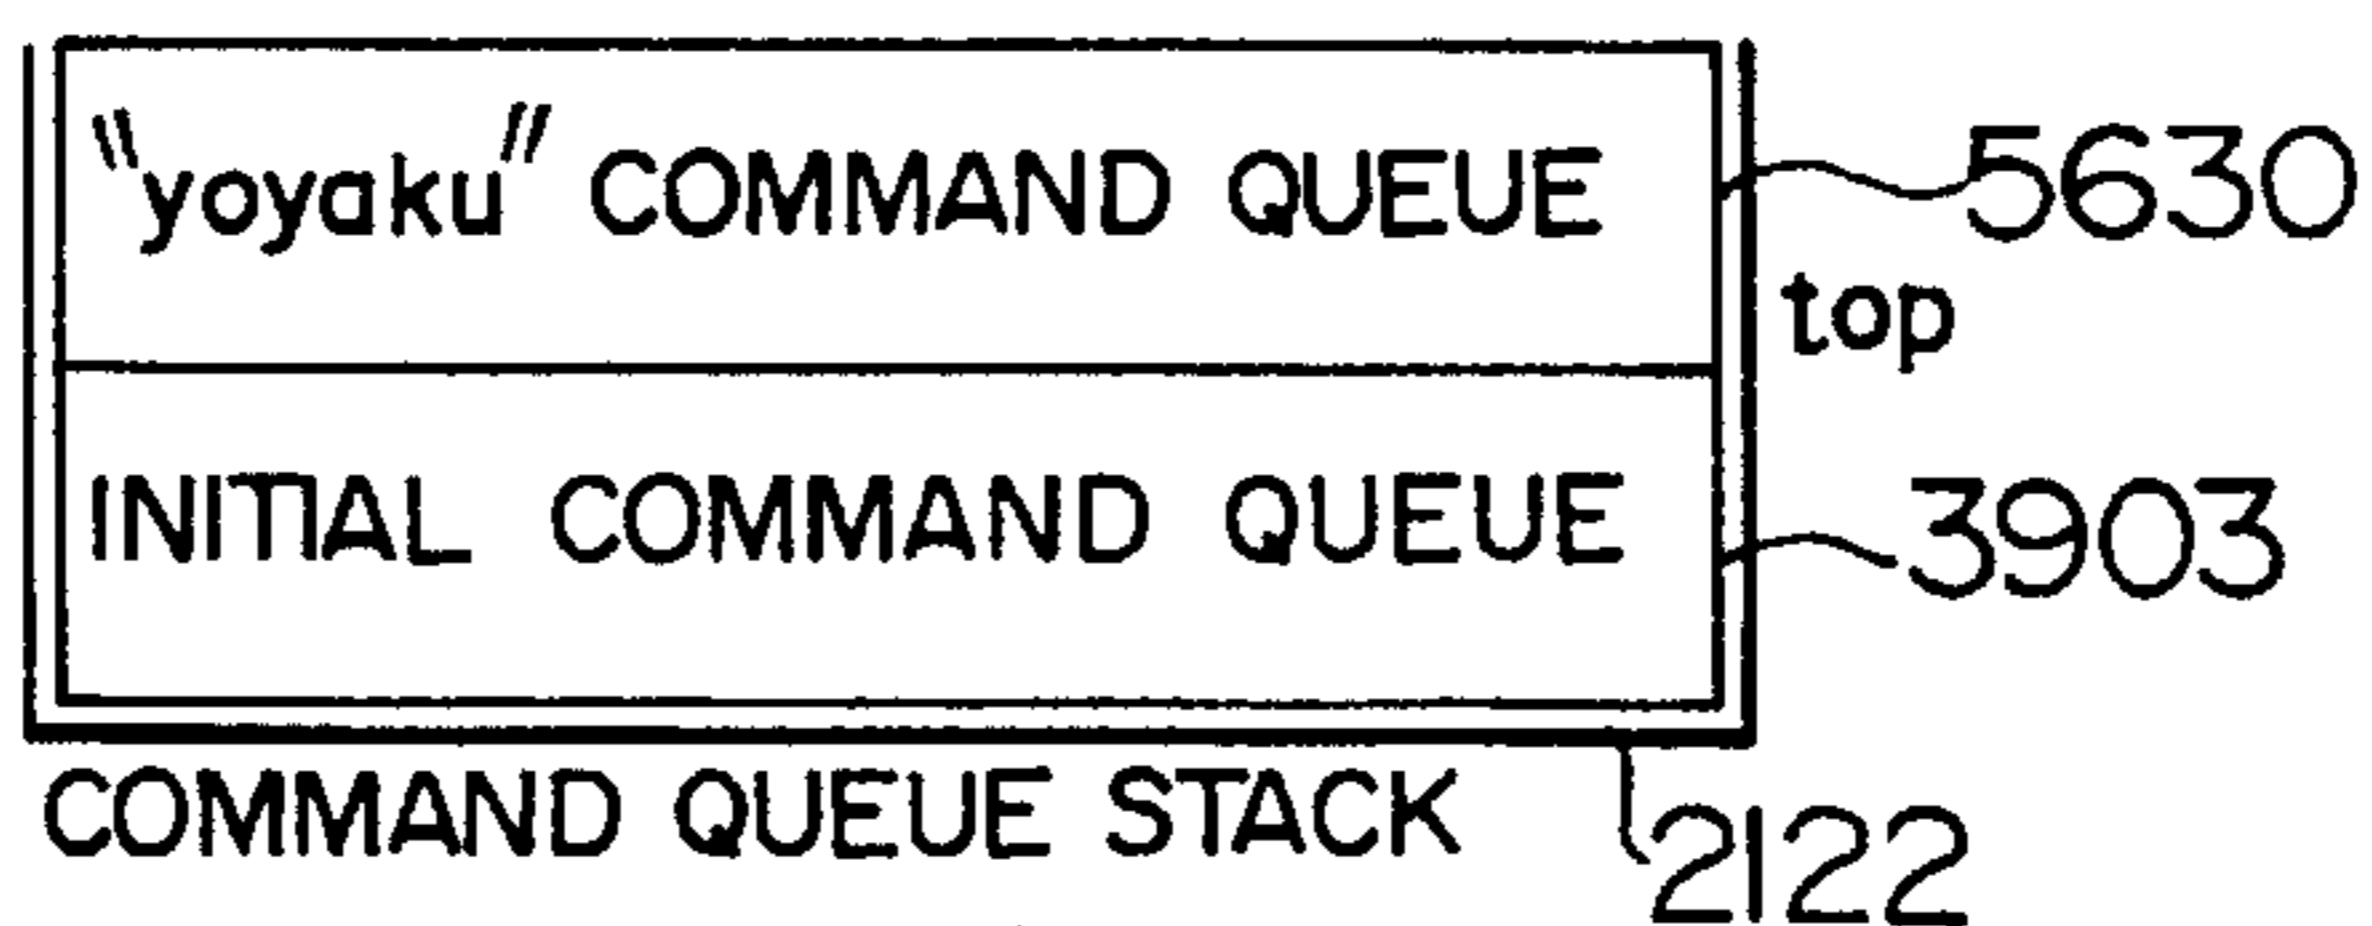 "yoyaku" COMMAND QUEUE 5630
top
INITIAL COMMAND QUEUE 3903
COMMAND QUEUE STACK 2122